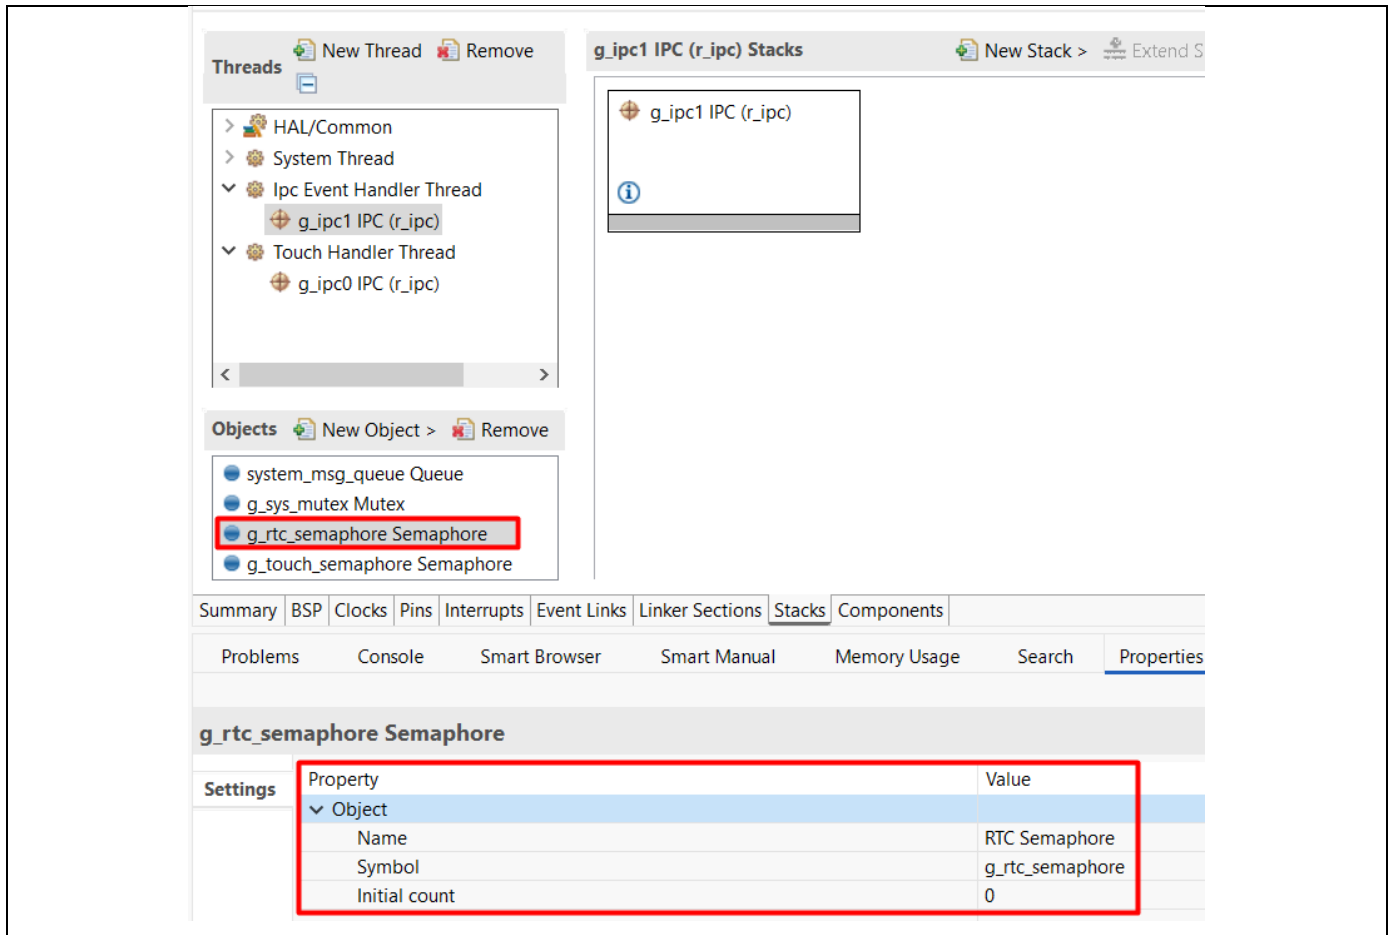 Threads New Thread Remove
HAL/Common
System Thread
Ipc Event Handler Thread
g_ipc1 IPC (r_ipc)
Touch Handler Thread
g_ipc0 IPC (r_ipc)
g_ipc1 IPC (r_ipc) Stacks New Stack > Extend S
g_ipc1 IPC (r_ipc)
Objects New Object > Remove
system_msg_queue Queue
g_sys_mutex Mutex
g_rtc_semaphore Semaphore
g_touch_semaphore Semaphore
Summary BSP Clocks Pins Interrupts Event Links Linker Sections Stacks Components
Problems Console Smart Browser Smart Manual Memory Usage Search Properties
g_rtc_semaphore Semaphore
Settings
Property Value
Object
Name RTC Semaphore
Symbol g_rtc_semaphore
Initial count 0